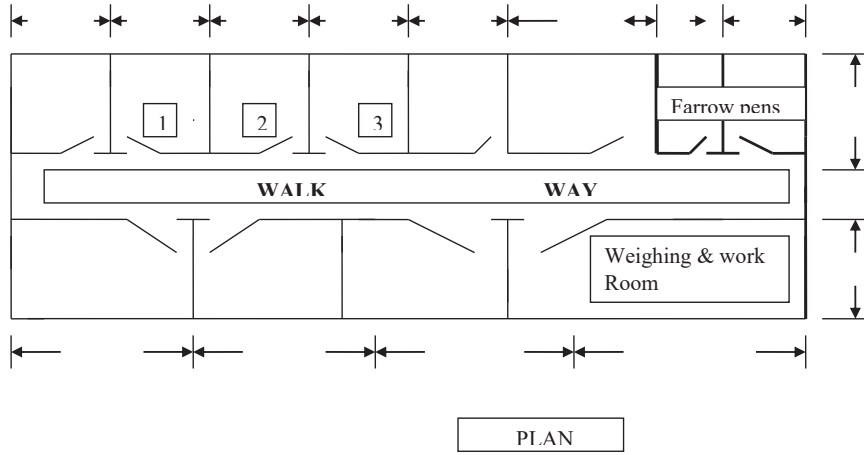 Farrow pens
1 2 3
WALK WAY
Weighing & work
Room
PLAN